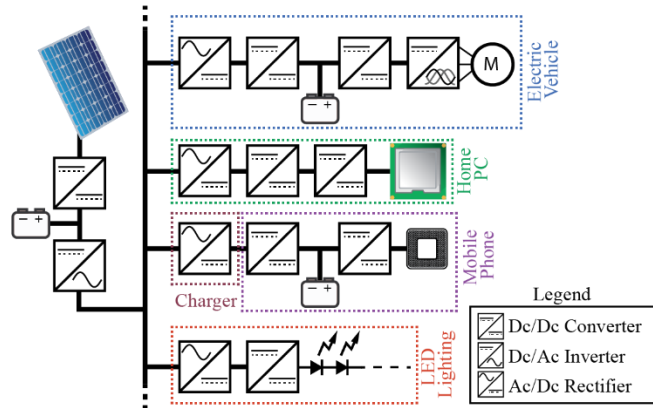 M
Electric
Vehicle
− +
Home
PC
− +
Mobile
Phone
Charger
− +
LED
Lighting
Legend
Dc/Dc Converter
Dc/Ac Inverter
Ac/Dc Rectifier